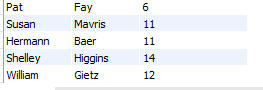 Pat Fay 6
Susan Mavris 11
Hermann Baer 11
Shelley Higgins 14
William Gietz 12